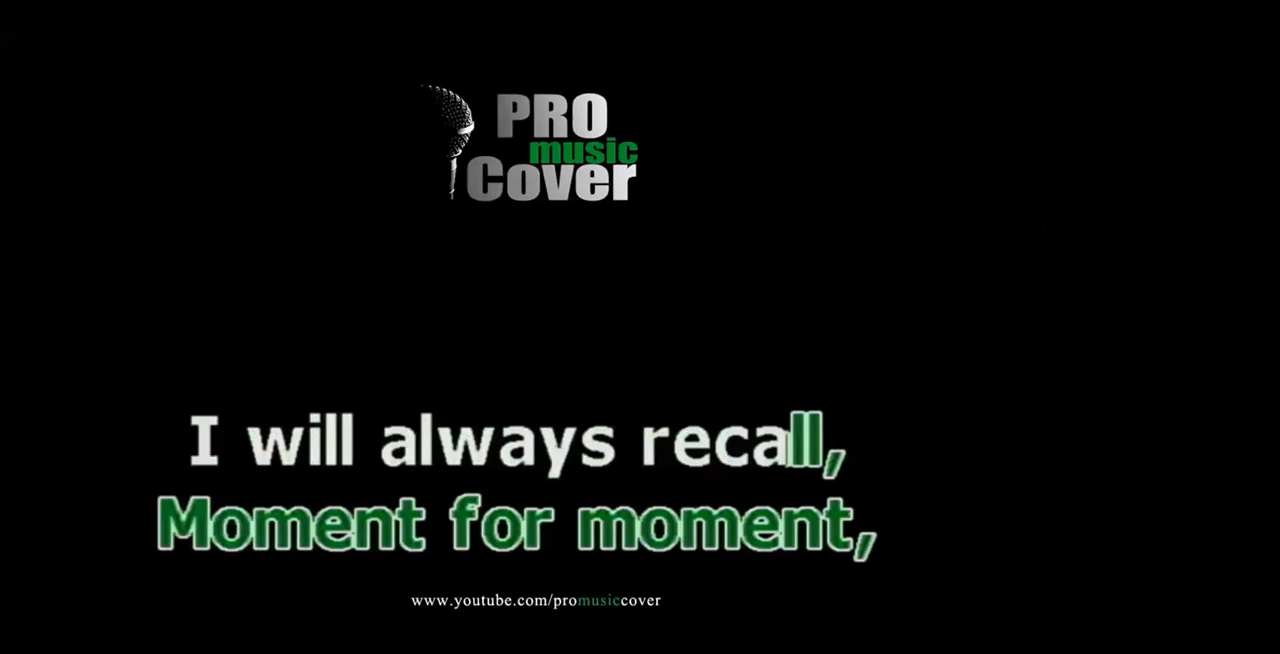 PRO
music
Cover
I will always recall,
Moment for moment,
www.youtube.com/promusiccover